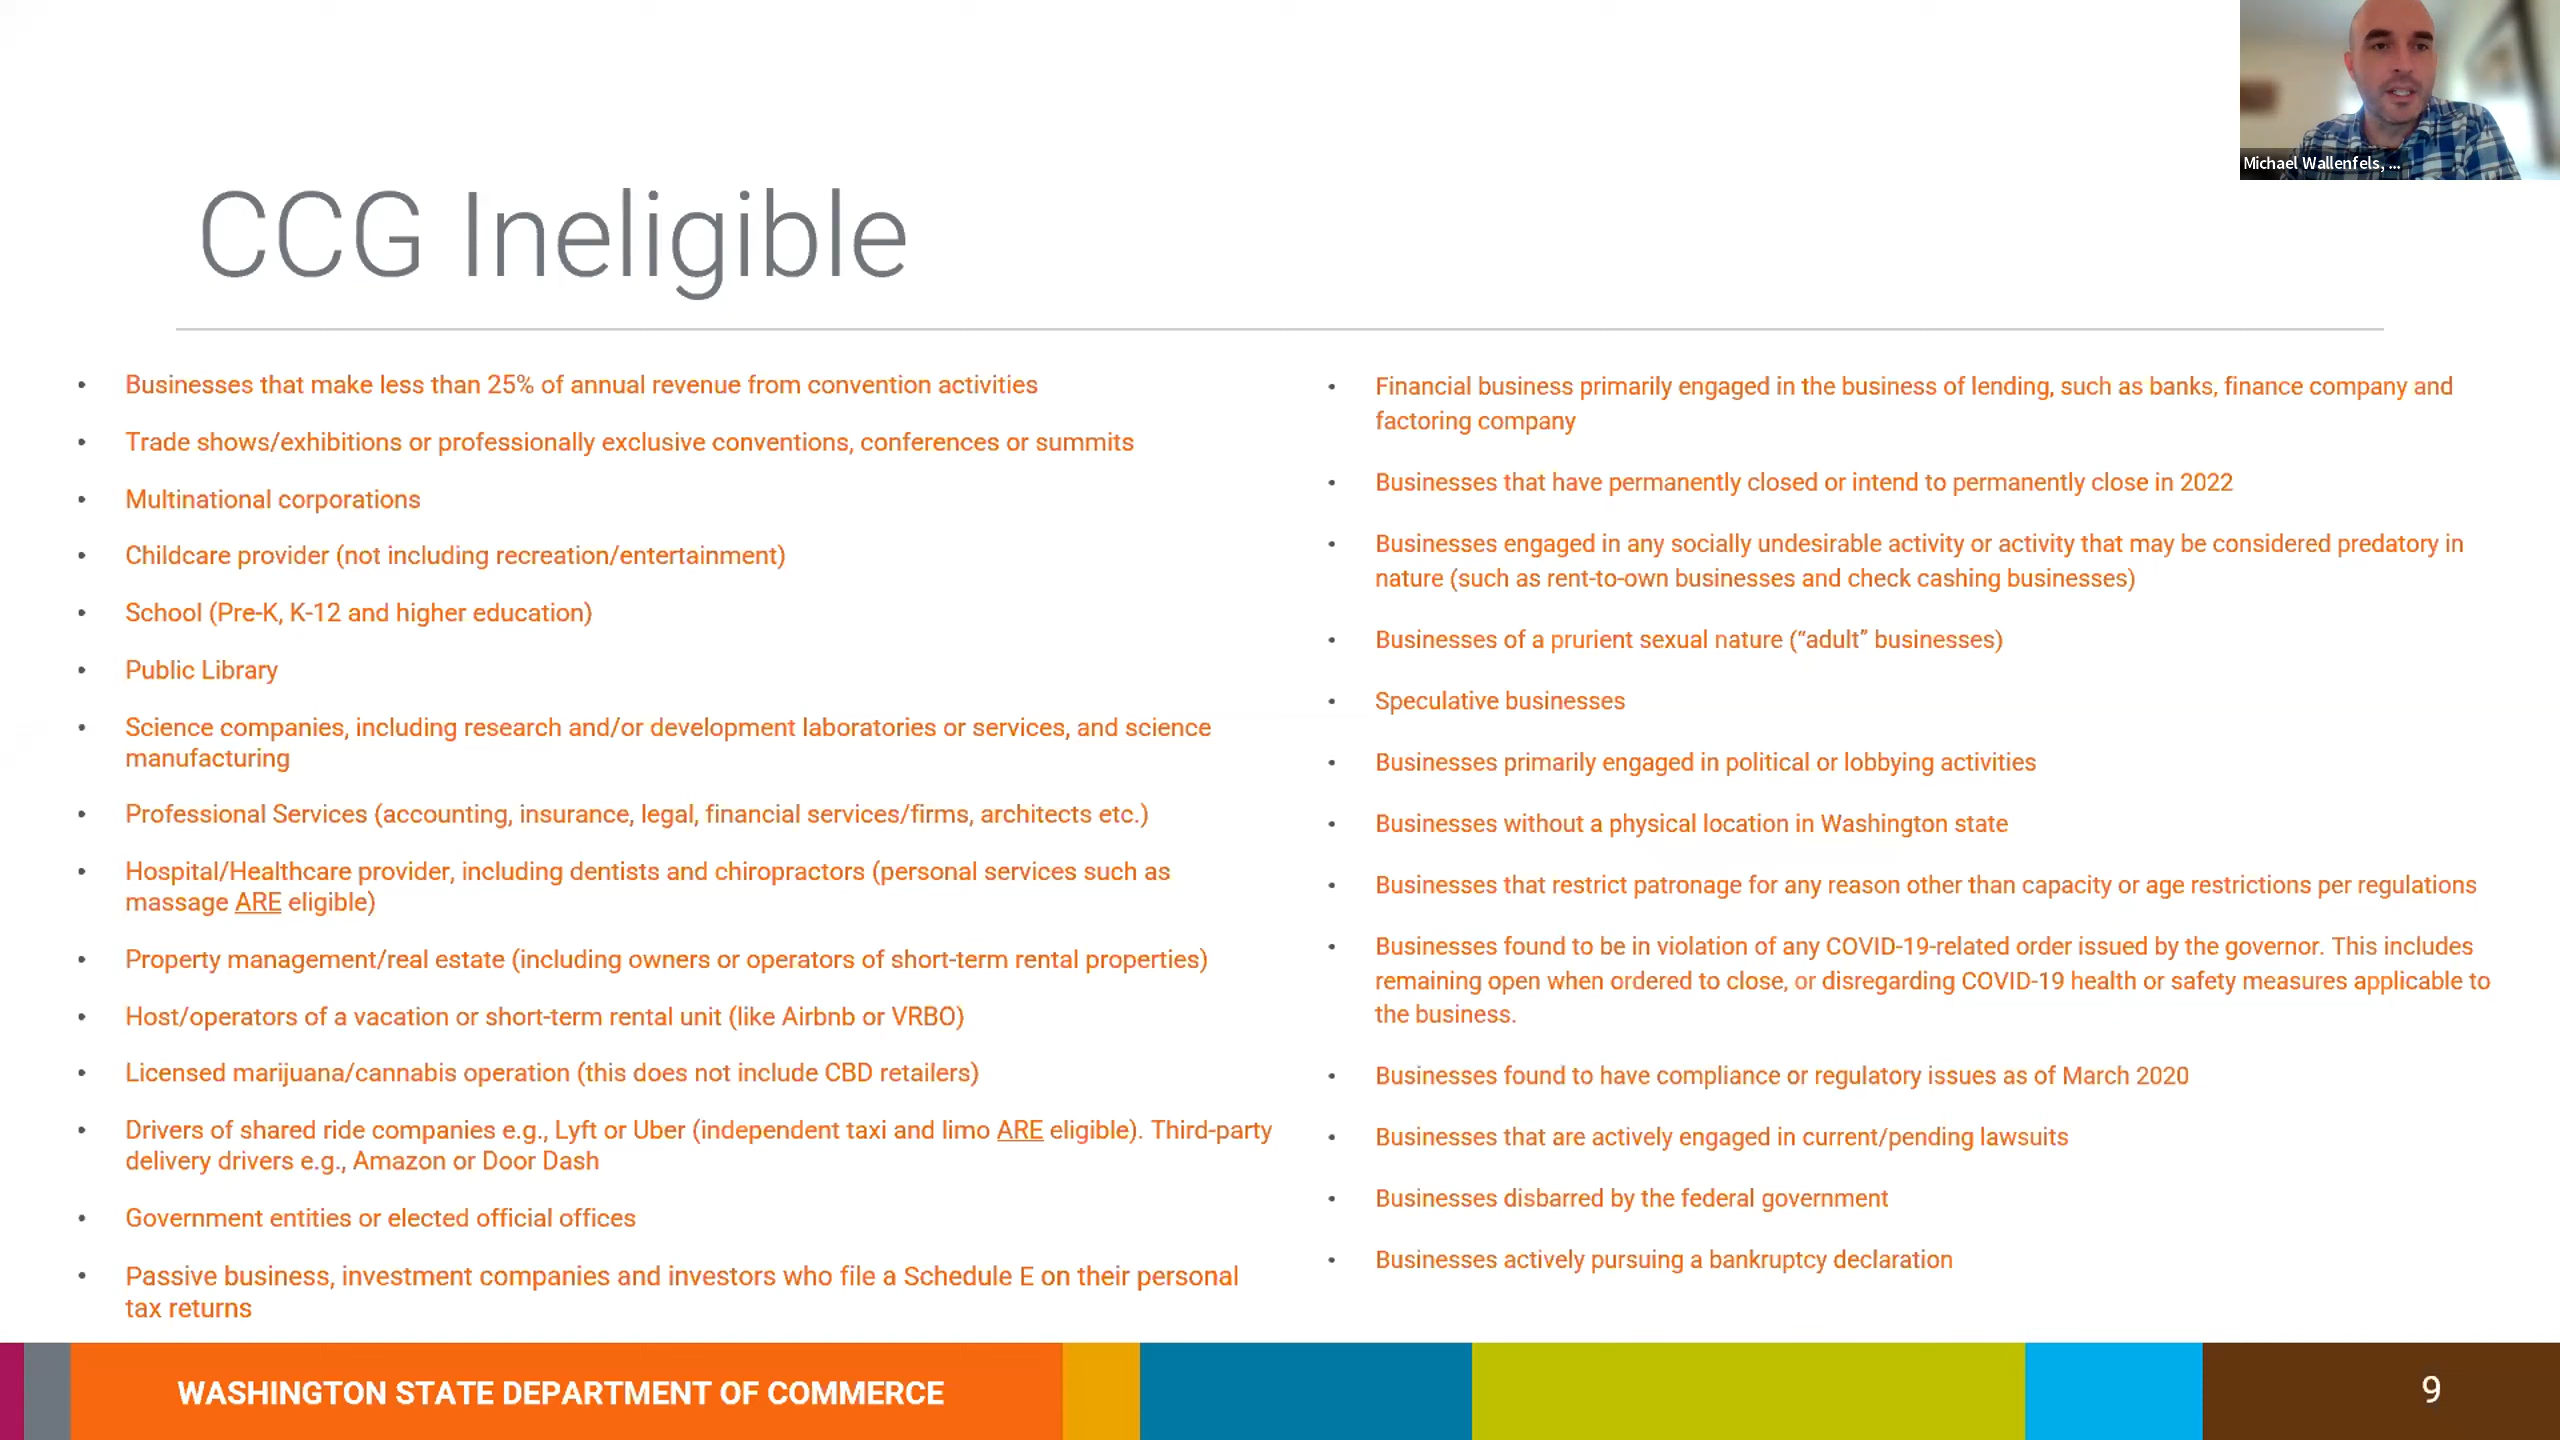 Michael Wallenfels, ...
CCG Ineligible
• Businesses that make less than 25% of annual revenue from convention activities
• Trade shows/exhibitions or professionally exclusive conventions, conferences or summits
• Multinational corporations
• Childcare provider (not including recreation/entertainment)
• School (Pre-K, K-12 and higher education)
• Public Library
• Science companies, including research and/or development laboratories or services, and science
manufacturing
• Professional Services (accounting, insurance, legal, financial services/firms, architects etc.)
• Hospital/Healthcare provider, including dentists and chiropractors (personal services such as
massage ARE eligible)
• Property management/real estate (including owners or operators of short-term rental properties)
• Host/operators of a vacation or short-term rental unit (like Airbnb or VRBO)
• Licensed marijuana/cannabis operation (this does not include CBD retailers)
• Drivers of shared ride companies e.g., Lyft or Uber (independent taxi and limo ARE eligible). Third-party
delivery drivers e.g., Amazon or Door Dash
• Government entities or elected official offices
• Passive business, investment companies and investors who file a Schedule E on their personal
tax returns
• Financial business primarily engaged in the business of lending, such as banks, finance company and
factoring company
• Businesses that have permanently closed or intend to permanently close in 2022
• Businesses engaged in any socially undesirable activity or activity that may be considered predatory in
nature (such as rent-to-own businesses and check cashing businesses)
• Businesses of a prurient sexual nature (“adult” businesses)
• Speculative businesses
• Businesses primarily engaged in political or lobbying activities
• Businesses without a physical location in Washington state
• Businesses that restrict patronage for any reason other than capacity or age restrictions per regulations
• Businesses found to be in violation of any COVID-19-related order issued by the governor. This includes
remaining open when ordered to close, or disregarding COVID-19 health or safety measures applicable to
the business.
• Businesses found to have compliance or regulatory issues as of March 2020
• Businesses that are actively engaged in current/pending lawsuits
• Businesses disbarred by the federal government
• Businesses actively pursuing a bankruptcy declaration
WASHINGTON STATE DEPARTMENT OF COMMERCE
9